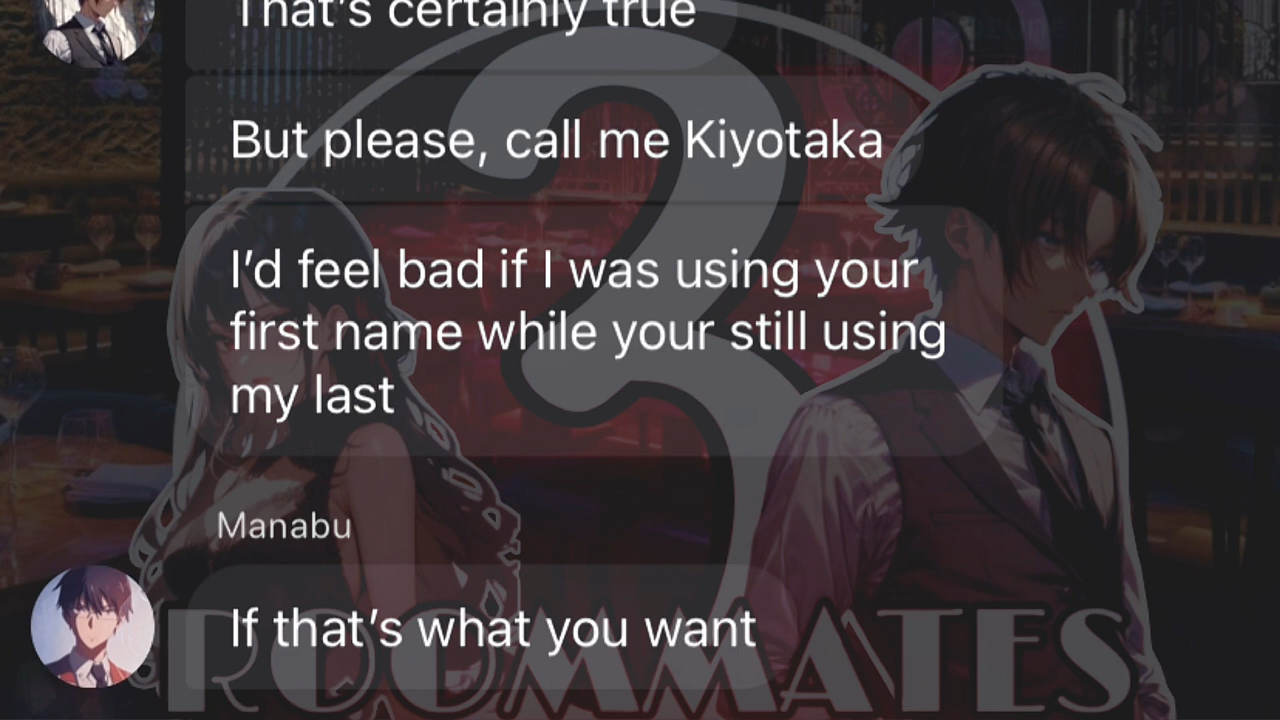 That's certainly true
But please, call me Kiyotaka
I'd feel bad if I was using your
first name while your still using
my last
Manabu
If that's what you want
3
ROOMMATES